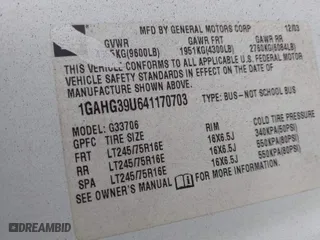 MFD BY GENERAL MOTORS CORP 12/03
GVWR GAWR FRT GAWR RR
KG(9600LB) 1951KG(4300LB) 2760KG(6084LB)
THIS VEHICLE CONFORMS TO ALL APPLICABLE U.S. FEDERAL
MOTOR VEHICLE SAFETY STANDARDS IN EFFECT ON THE DATE OF
MANUFACTURE SHOWN ABOVE.
1GAHG39U641170703 TYPE: BUS-NOT SCHOOL BUS
MODEL: G33706
GPFC TIRE SIZE RIM COLD TIRE PRESSURE
FRT LT245/75R16E 16X6.5J 340KPA(50PSI)
RR LT245/75R16E 16X6.5J 550KPA(80PSI)
SPA LT245/75R16E 16X6.5J 550KPA(80PSI)
SEE OWNER'S MANUAL FOR MORE INFORMATION
DREAMBID